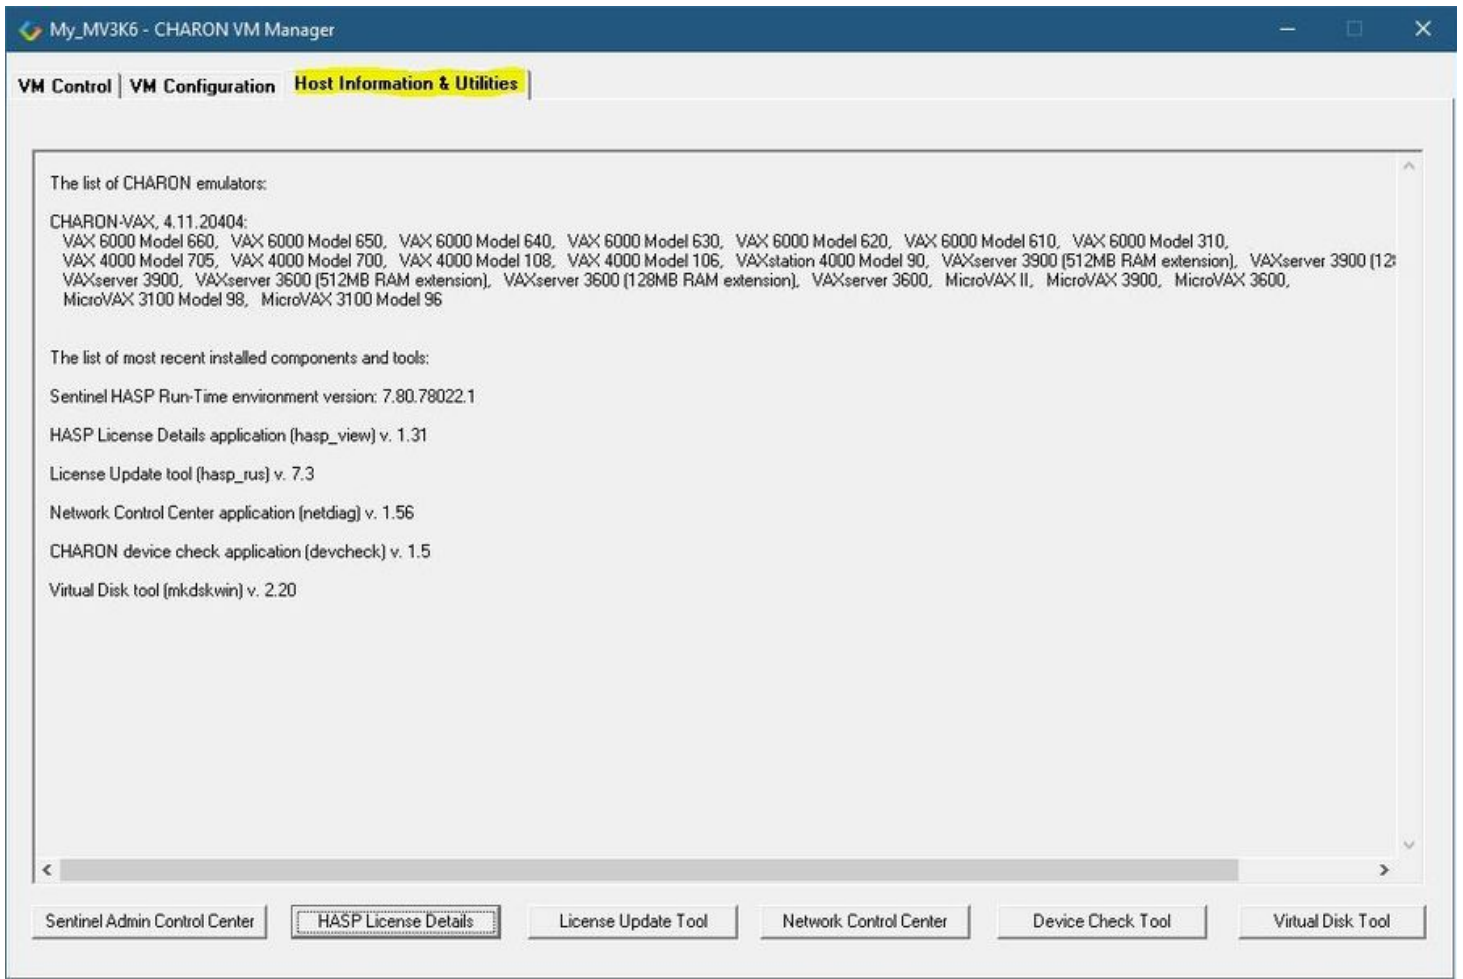 My_MV3K6 - CHARON VM Manager
VM Control VM Configuration Host Information & Utilities
The list of CHARON emulators:
CHARON-VAX, 4.11.20404:
VAX 6000 Model 660, VAX 6000 Model 650, VAX 6000 Model 640, VAX 6000 Model 630, VAX 6000 Model 620, VAX 6000 Model 610, VAX 6000 Model 310,
VAX 4000 Model 705, VAX 4000 Model 700, VAX 4000 Model 108, VAX 4000 Model 106, VAXstation 4000 Model 90, VAXserver 3900 (512MB RAM extension), VAXserver 3900 (12
VAXserver 3900, VAXserver 3600 (512MB RAM extension), VAXserver 3600 (128MB RAM extension), VAXserver 3600, MicroVAX II, MicroVAX 3900, MicroVAX 3600,
MicroVAX 3100 Model 98, MicroVAX 3100 Model 96
The list of most recent installed components and tools:
Sentinel HASP Run-Time environment version: 7.80.78022.1
HASP License Details application (hasp_view) v. 1.31
License Update tool (hasp_rus) v. 7.3
Network Control Center application (netdiag) v. 1.56
CHARON device check application (devcheck) v. 1.5
Virtual Disk tool (mkdskwin) v. 2.20
Sentinel Admin Control Center HASP License Details License Update Tool Network Control Center Device Check Tool Virtual Disk Tool